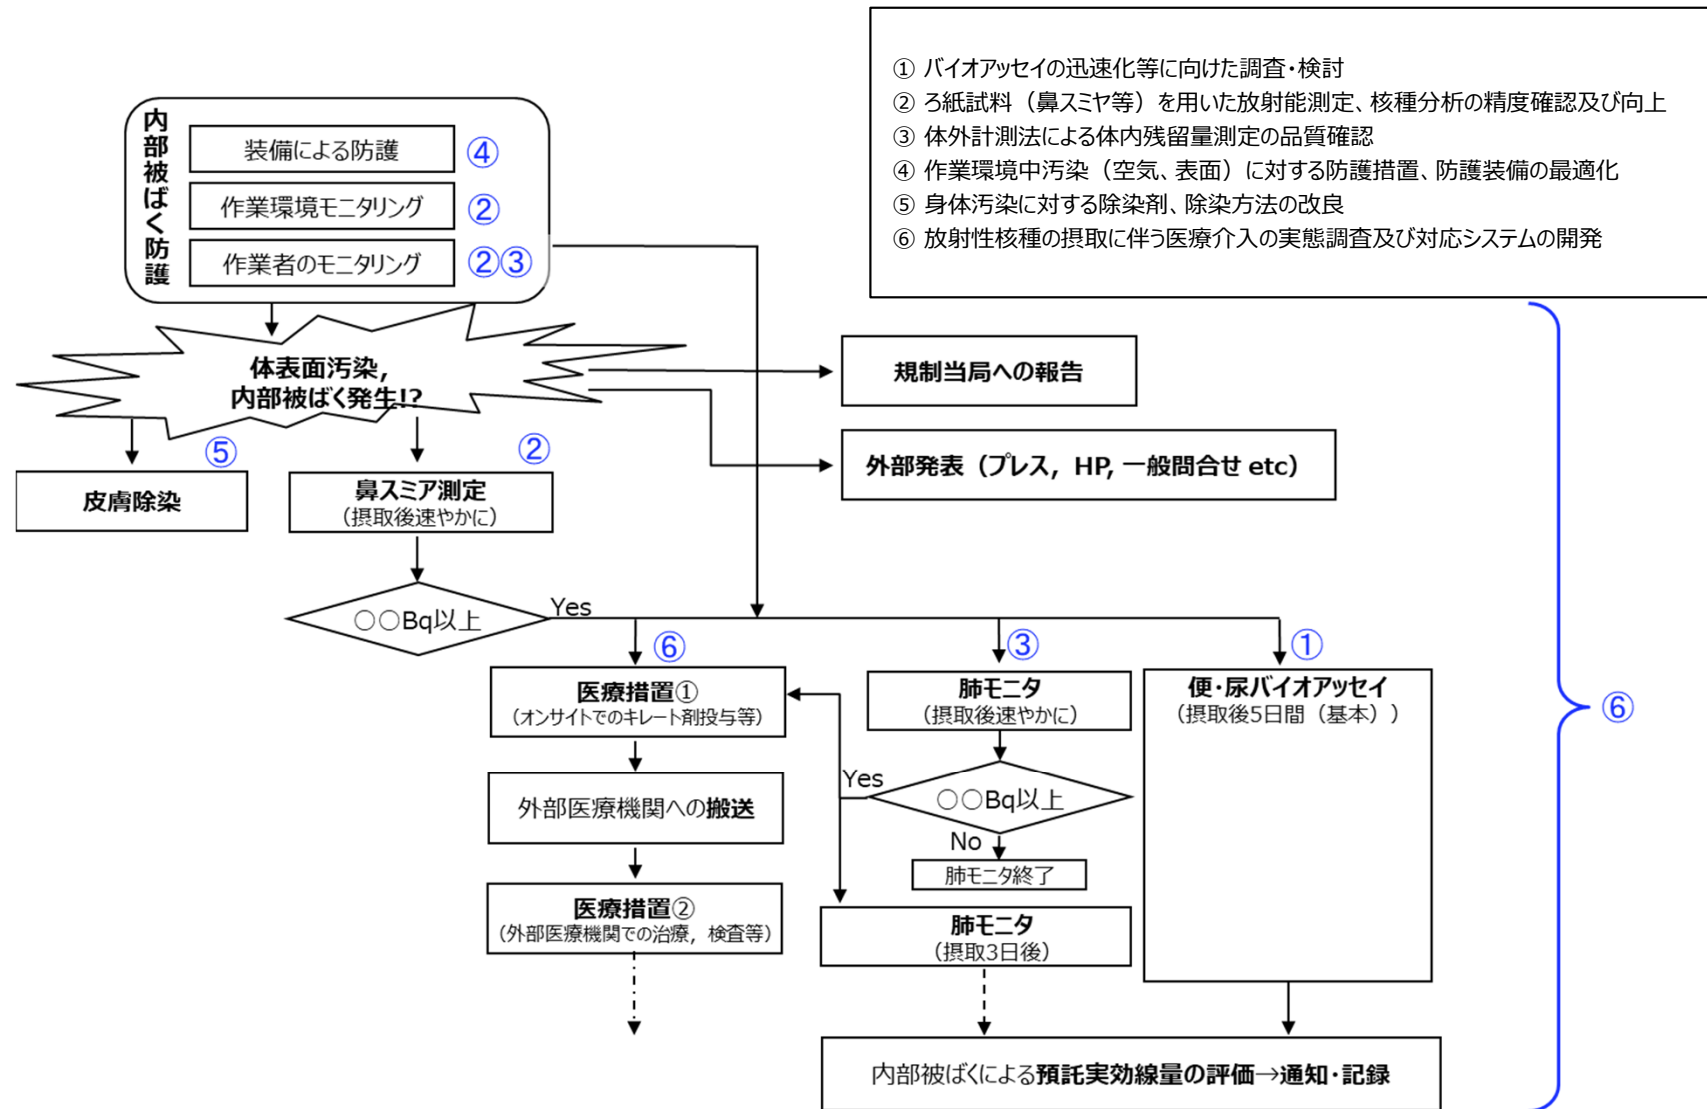 ① バイオアッセイの迅速化等に向けた調査・検討
② ろ紙試料（鼻スミヤ等）を用いた放射能測定、核種分析の精度確認及び向上
③ 体外計測法による体内残留量測定の品質確認
④ 作業環境中汚染（空気、表面）に対する防護措置、防護装備の最適化
⑤ 身体汚染に対する除染剤、除染方法の改良
⑥ 放射性核種の摂取に伴う医療介入の実態調査及び対応システムの開発
内部被ばく防護
装備による防護 ④
作業環境モニタリング ②
作業者のモニタリング ②③
体表面汚染,
内部被ばく発生!?
規制当局への報告
外部発表（プレス, HP, 一般問合せ etc）
⑤
皮膚除染
②
鼻スミア測定
（摂取後速やかに）
○○Bq以上
Yes
⑥
医療措置①
（オンサイトでのキレート剤投与等）
外部医療機関への搬送
医療措置②
（外部医療機関での治療, 検査等）
③
肺モニタ
（摂取後速やかに）
Yes
○○Bq以上
No
肺モニタ終了
肺モニタ
（摂取3日後）
①
便・尿バイオアッセイ
（摂取後5日間（基本））
⑥
内部被ばくによる預託実効線量の評価→通知・記録